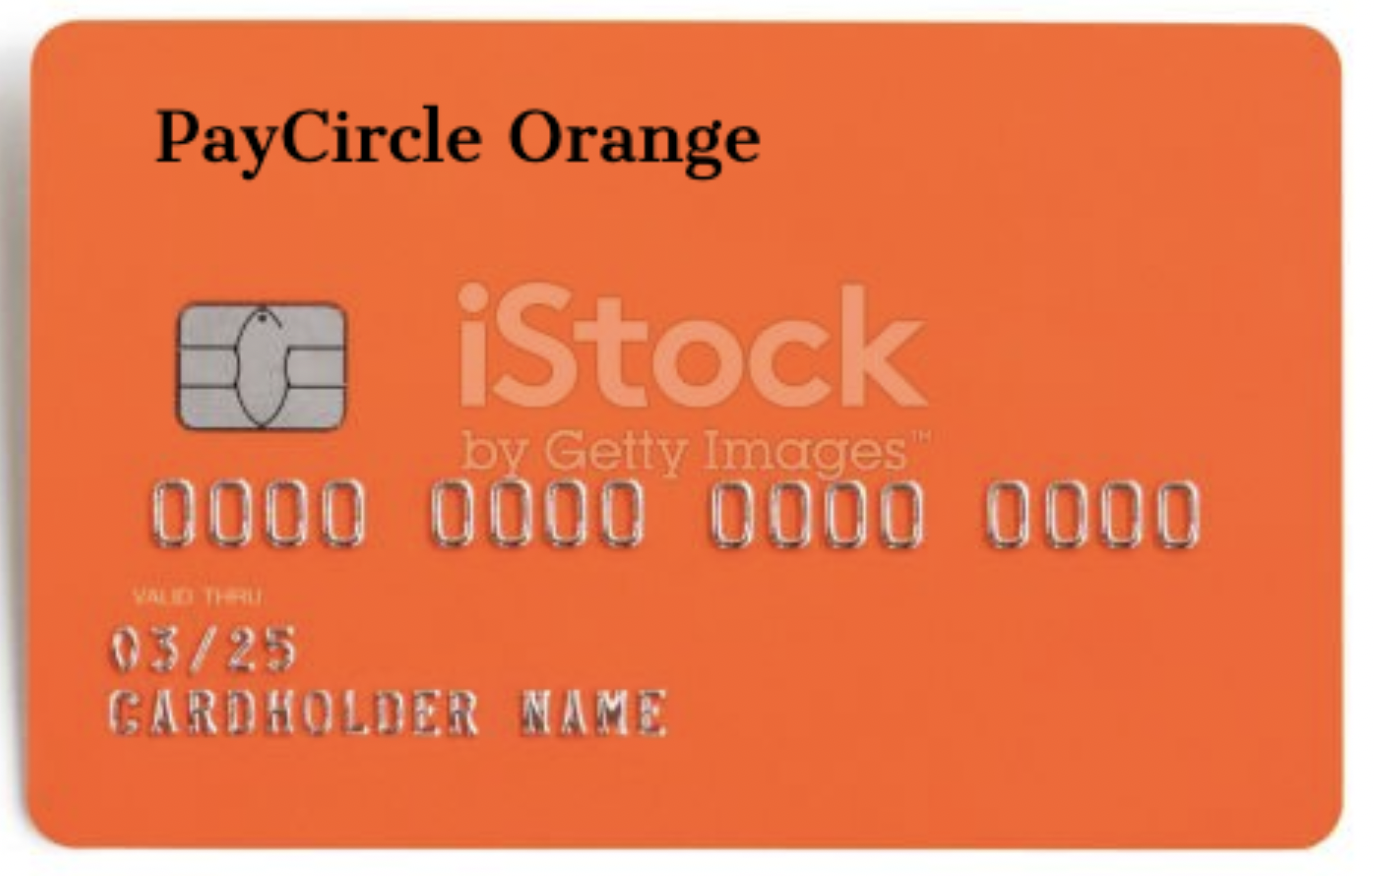 PayCircle Orange
iStock
by Getty Images™
0000 0000 0000 0000
VALID THRU
03/25
CARDHOLDER NAME